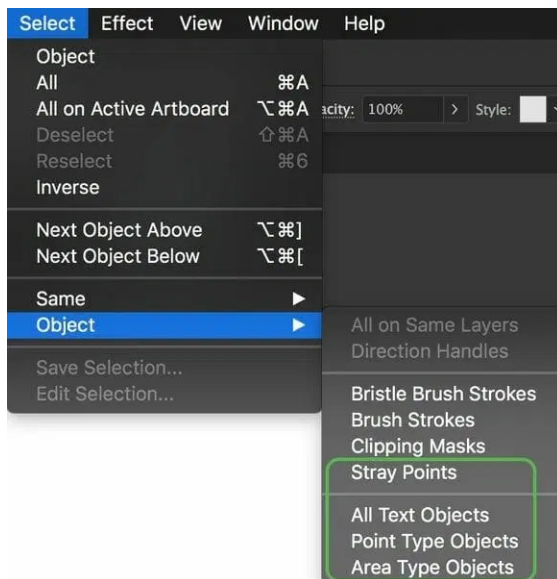 Select Effect View Window Help
Object
All ⌘A
All on Active Artboard ⌥⌘A
Deselect ⇧⌘A
Reselect ⌘6
Inverse
Next Object Above ⌥⌘]
Next Object Below ⌥⌘[
Same ▶
Object ▶
Save Selection...
Edit Selection...
100% > Style:
All on Same Layers
Direction Handles
Bristle Brush Strokes
Brush Strokes
Clipping Masks
Stray Points
All Text Objects
Point Type Objects
Area Type Objects